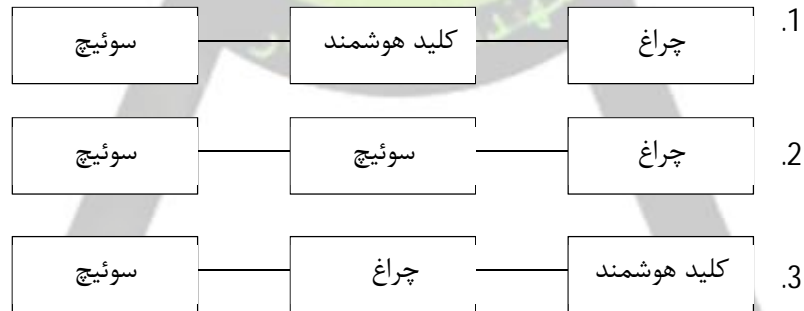 .1 چراغ کلید هوشمند سوئیچ
.2 چراغ سوئیچ سوئیچ
.3 کلید هوشمند چراغ سوئیچ